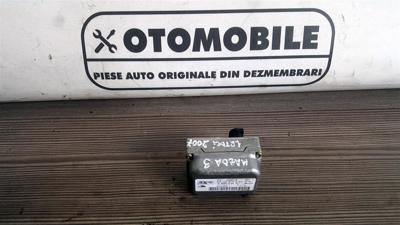 OTOMOBILE
PIESE AUTO ORIGINALE DIN DEZMEMBRARI
2007
MAZDA 3